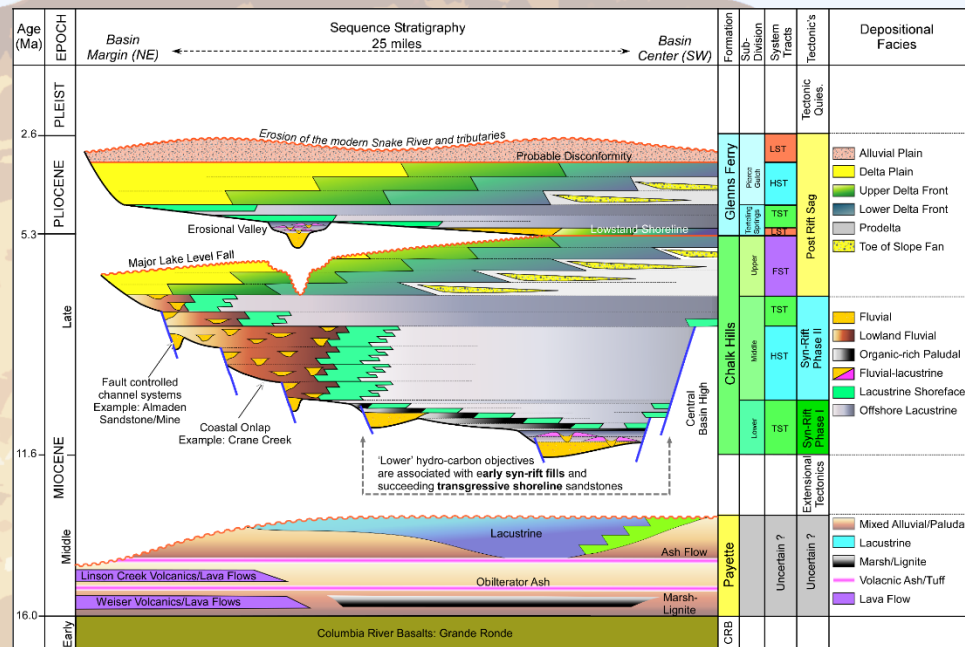 Age
(Ma)
EPOCH
Sequence Stratigraphy
25 miles
Basin
Margin (NE)
Basin
Center (SW)
Formation
Sub-
Division
System
Tracts
Tectonic's
Depositional
Facies
PLEIST
Tectonic
Quies.
2.6
Erosion of the modern Snake River and tributaries
Probable Disconformity
PLIOCENE
Glenns Ferry
Pierce
Gulch
LST
HST
Terteling
Springs
TST
LST
Post Rift Sag
Alluvial Plain
Delta Plain
Upper Delta Front
Lower Delta Front
Prodelta
Toe of Slope Fan
Erosional Valley
Lowstand Shoreline
5.3
Major Lake Level Fall
Late
MIOCENE
Chalk Hills
Upper
FST
TST
Middle
HST
Syn-Rift
Phase II
Lower
TST
Syn-Rift
Phase I
Fluvial
Lowland Fluvial
Organic-rich Paludal
Fluvial-lacustrine
Lacustrine Shoreface
Offshore Lacustrine
Fault controlled
channel systems
Example: Almaden
Sandstone/Mine
Coastal Onlap
Example: Crane Creek
Central
Basin High
'Lower' hydro-carbon objectives
are associated with early syn-rift fills and
succeeding transgressive shoreline sandstones
11.6
Extensional
Tectonics
Middle
Lacustrine
Ash Flow
Linson Creek Volcanics/Lava Flows
Obliterator Ash
Weiser Volcanics/Lava Flows
Marsh-
Lignite
Payette
Uncertain ?
Uncertain ?
Mixed Alluvial/Paluda
Lacustrine
Marsh/Lignite
Volacnic Ash/Tuff
Lava Flow
16.0
Early
Columbia River Basalts: Grande Ronde
CRB